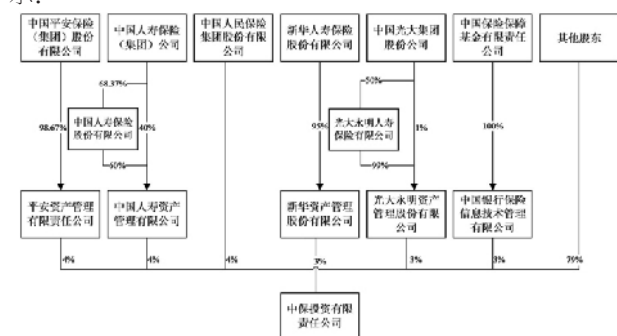 示：
中国平安保险
（集团）股份
有限公司
中国人寿保险
（集团）公司
中国人民保险
集团股份有限
公司
新华人寿保险
股份有限公司
中国光大集团
股份公司
中国保险保障
基金有限责任
公司
其他股东
68.37%
50%
中国人寿保险
股份有限公司
光大永明人寿
保险有限公司
98.67%
40%
95%
1%
100%
60%
99%
平安资产管理
有限责任公司
中国人寿资产
管理有限公司
新华资产管理
股份有限公司
光大永明资产
管理股份有限
公司
中国银行保险
信息技术管理
有限公司
4%
4%
4%
3%
3%
3%
79%
中保投资有限
责任公司